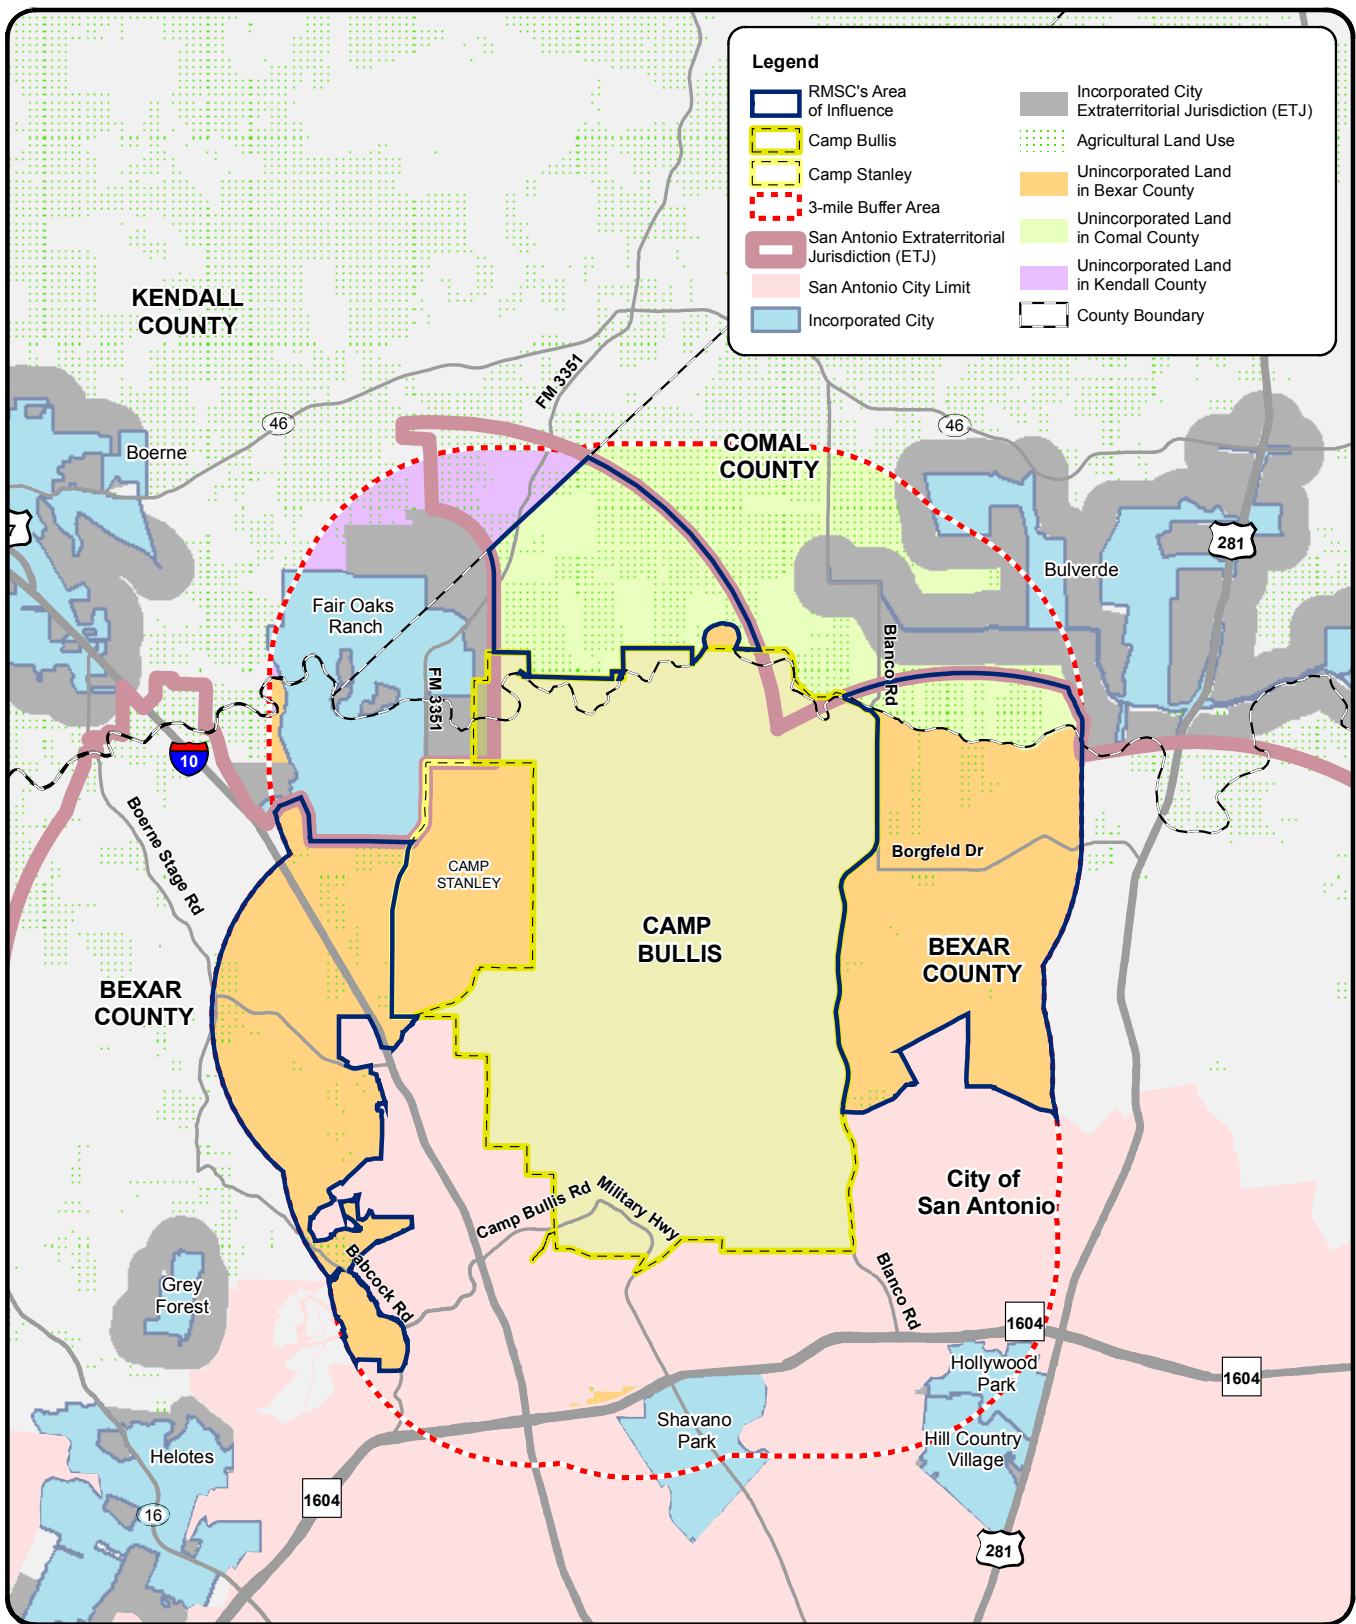 Legend
RMSC's Area
of Influence
Camp Bullis
Camp Stanley
3-mile Buffer Area
San Antonio Extraterritorial
Jurisdiction (ETJ)
San Antonio City Limit
Incorporated City
Incorporated City
Extraterritorial Jurisdiction (ETJ)
Agricultural Land Use
Unincorporated Land
in Bexar County
Unincorporated Land
in Comal County
Unincorporated Land
in Kendall County
County Boundary
KENDALL
COUNTY
FM 3351
46
46
Boerne
COMAL
COUNTY
7
281
Bulverde
Fair Oaks
Ranch
Blanco Rd
FM 3351
10
Boerne Stage Rd
Borgfeld Dr
CAMP
STANLEY
CAMP
BULLIS
BEXAR
COUNTY
BEXAR
COUNTY
City of
San Antonio
Camp Bullis Rd
Military Hwy
Babcock Rd
Blanco Rd
Grey
Forest
1604
Hollywood
Park
1604
Shavano
Park
Hill Country
Village
Helotes
1604
16
281